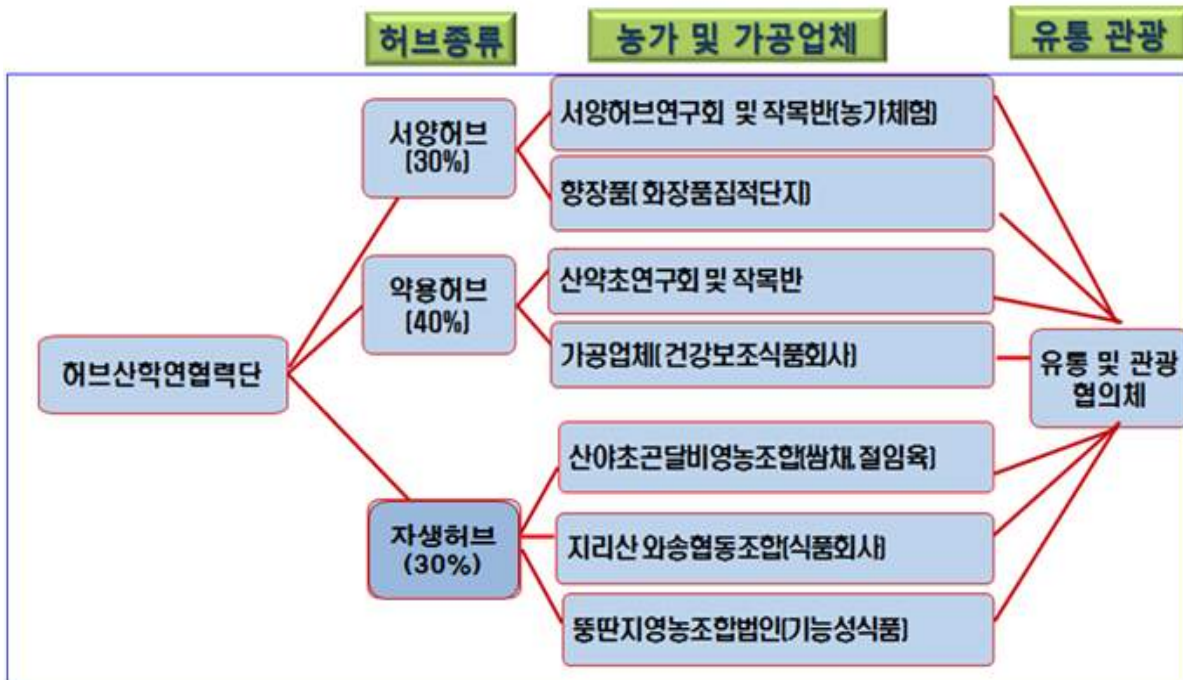 허브종류
농가 및 가공업체
유통 관광
서양허브
(30%)
서양허브연구회 및 작목반(농가체험)
향장품( 화장품집적단지)
약용허브
(40%)
산약초연구회 및 작목반
가공업체( 건강보조식품회사)
허브산학연협력단
유통 및 관광
협의체
산야초곤달비영농조합(쌈채,절임육)
자생허브
(30%)
지리산 와송협동조합(식품회사)
뚱딴지영농조합법인(기능성식품)